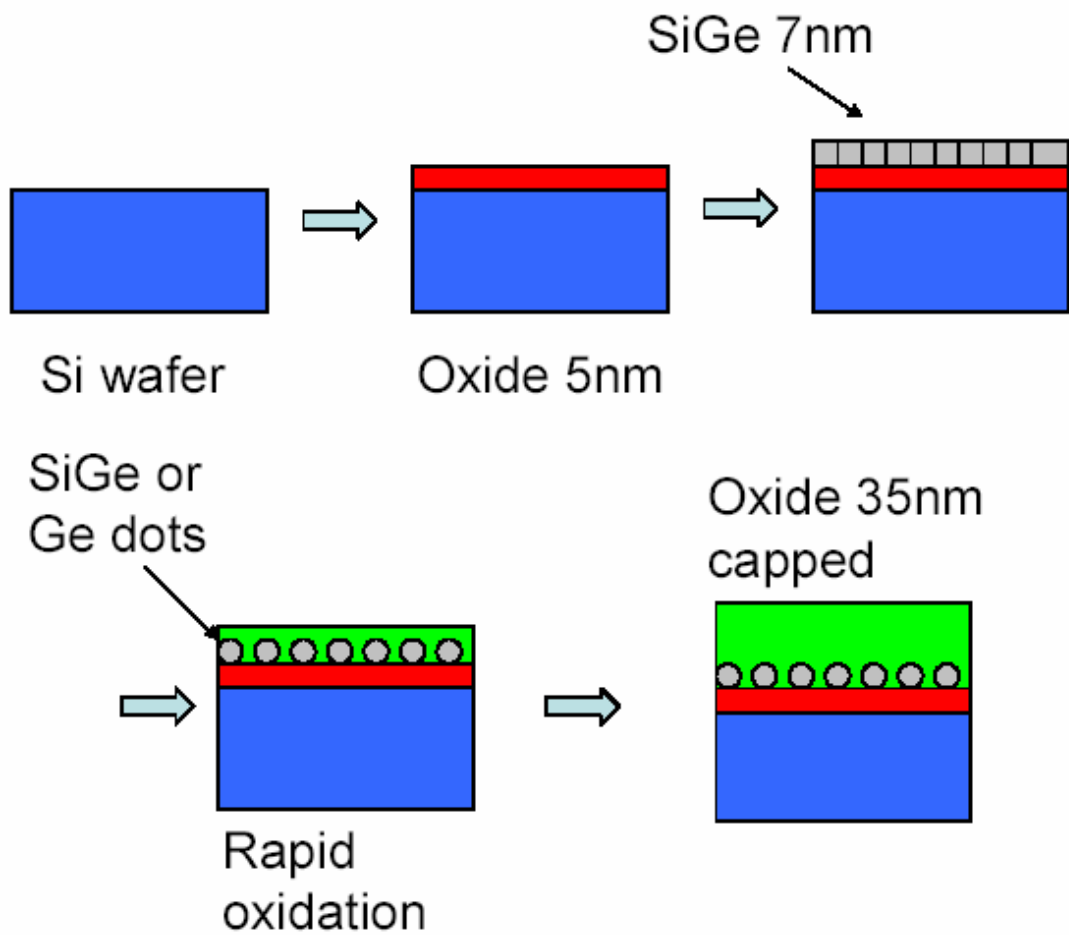 SiGe 7nm
Si wafer
Oxide 5nm
SiGe or
Ge dots
Oxide 35nm
capped
Rapid
oxidation